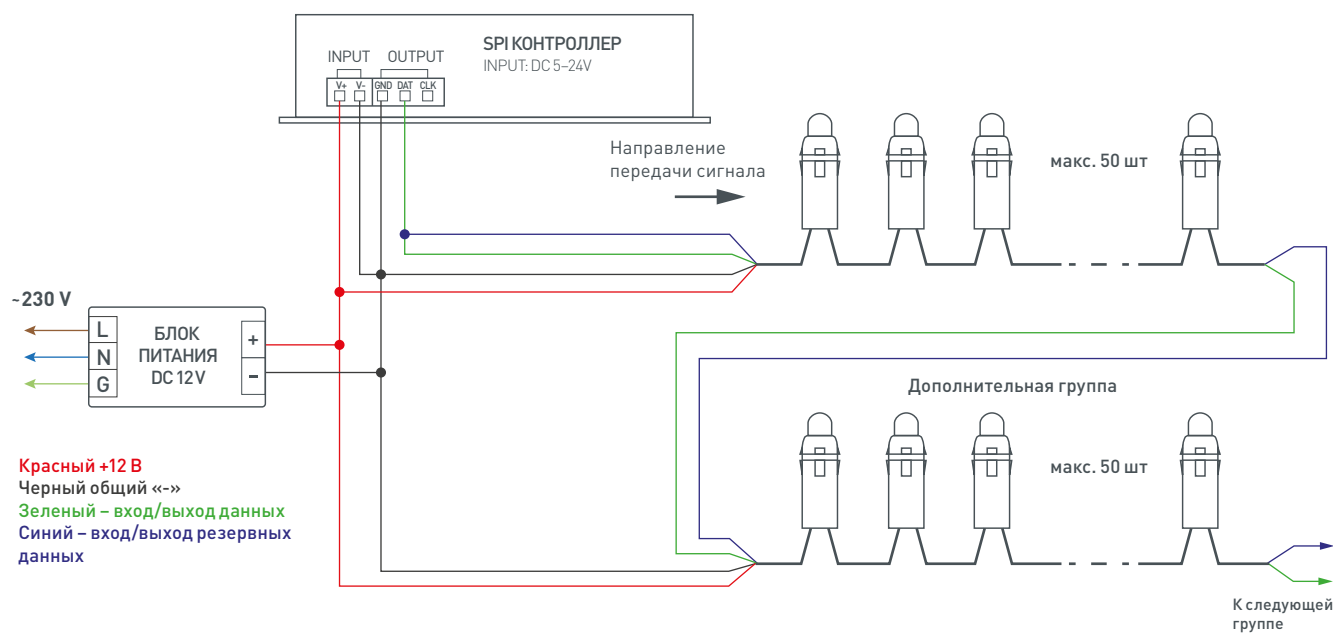 SPI КОНТРОЛЛЕР
INPUT: DC 5–24V
INPUT OUTPUT
V+ V- GND DAT CLK
Направление
передачи сигнала
макс. 50 шт
~230 V
L
N
G
БЛОК
ПИТАНИЯ
DC 12V
+
-
Дополнительная группа
макс. 50 шт
Красный +12 В
Черный общий «-»
Зеленый – вход/выход данных
Синий – вход/выход резервных
данных
К следующей
группе